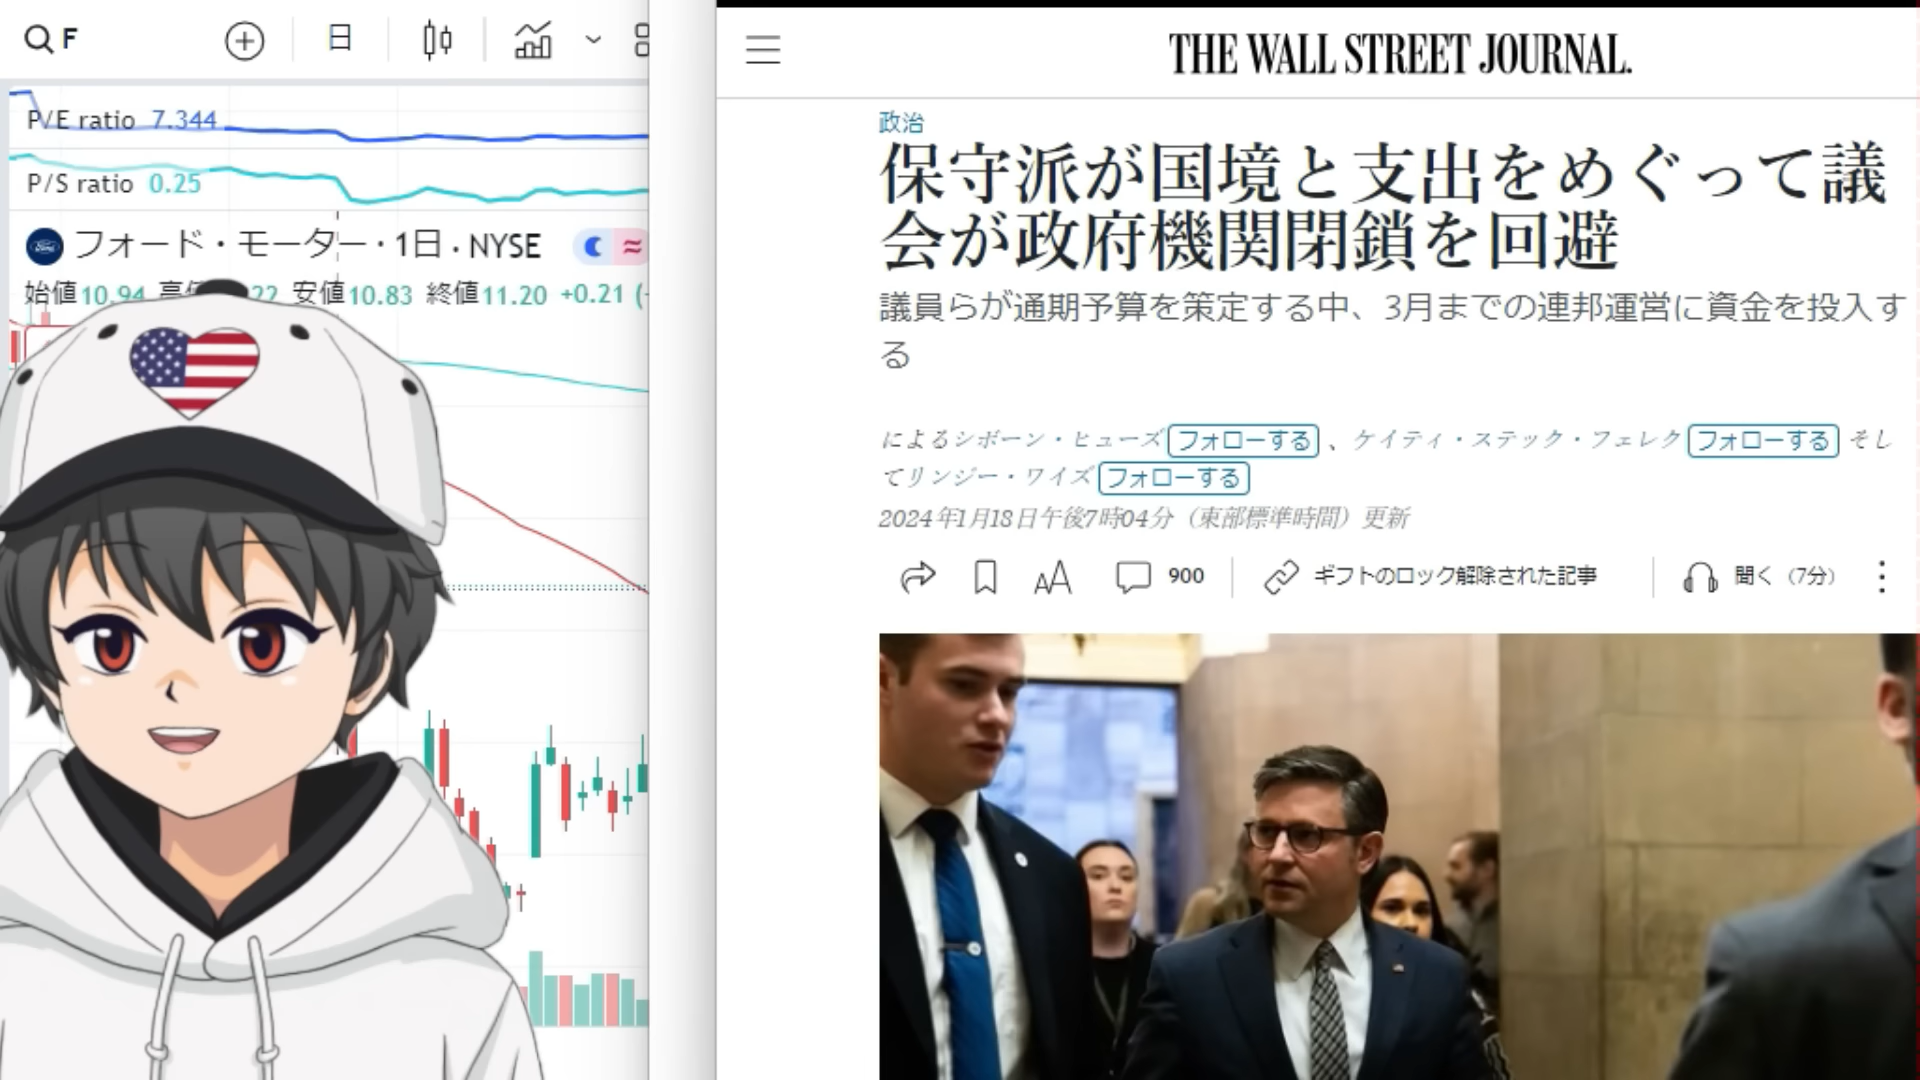 F
日
P/E ratio 7.344
P/S ratio 0.25
フォード・モーター・1日・NYSE
始値10.94 22 安値10.83 終値11.20 +0.21
THE WALL STREET JOURNAL.
政治
保守派が国境と支出をめぐって議
会が政府機関閉鎖を回避
議員らが通期予算を策定する中、3月までの連邦運営に資金を投入す
る
によるシボーン・ヒューズ フォローする 、ケイティ・ステック・フェレク フォローする そし
てリンジー・ワイズ フォローする
2024年1月18日午後7時04分（東部標準時間）更新
AA 900 ギフトのロック解除された記事 聞く（7分）